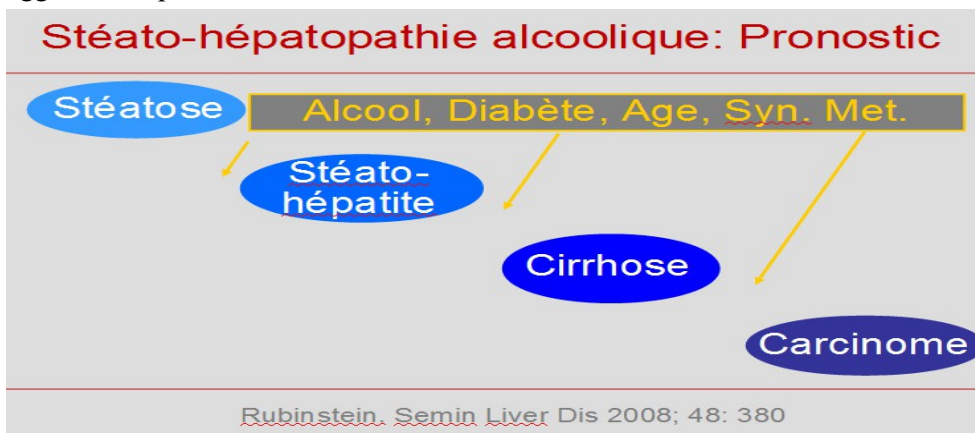 Stéato-hépatopathie alcoolique: Pronostic
Stéatose
Alcool, Diabète, Age, Syn. Met.
Stéato-
hépatite
Cirrhose
Carcinome
Rubinstein. Semin Liver Dis 2008; 48: 380